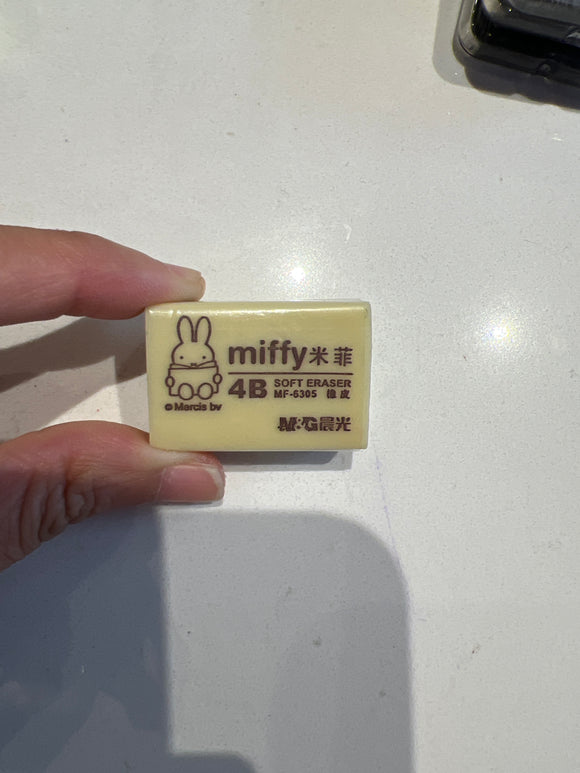 miffy米菲
4B SOFT ERASER
MF-6305 橡皮
© Mercis bv
M&G晨光